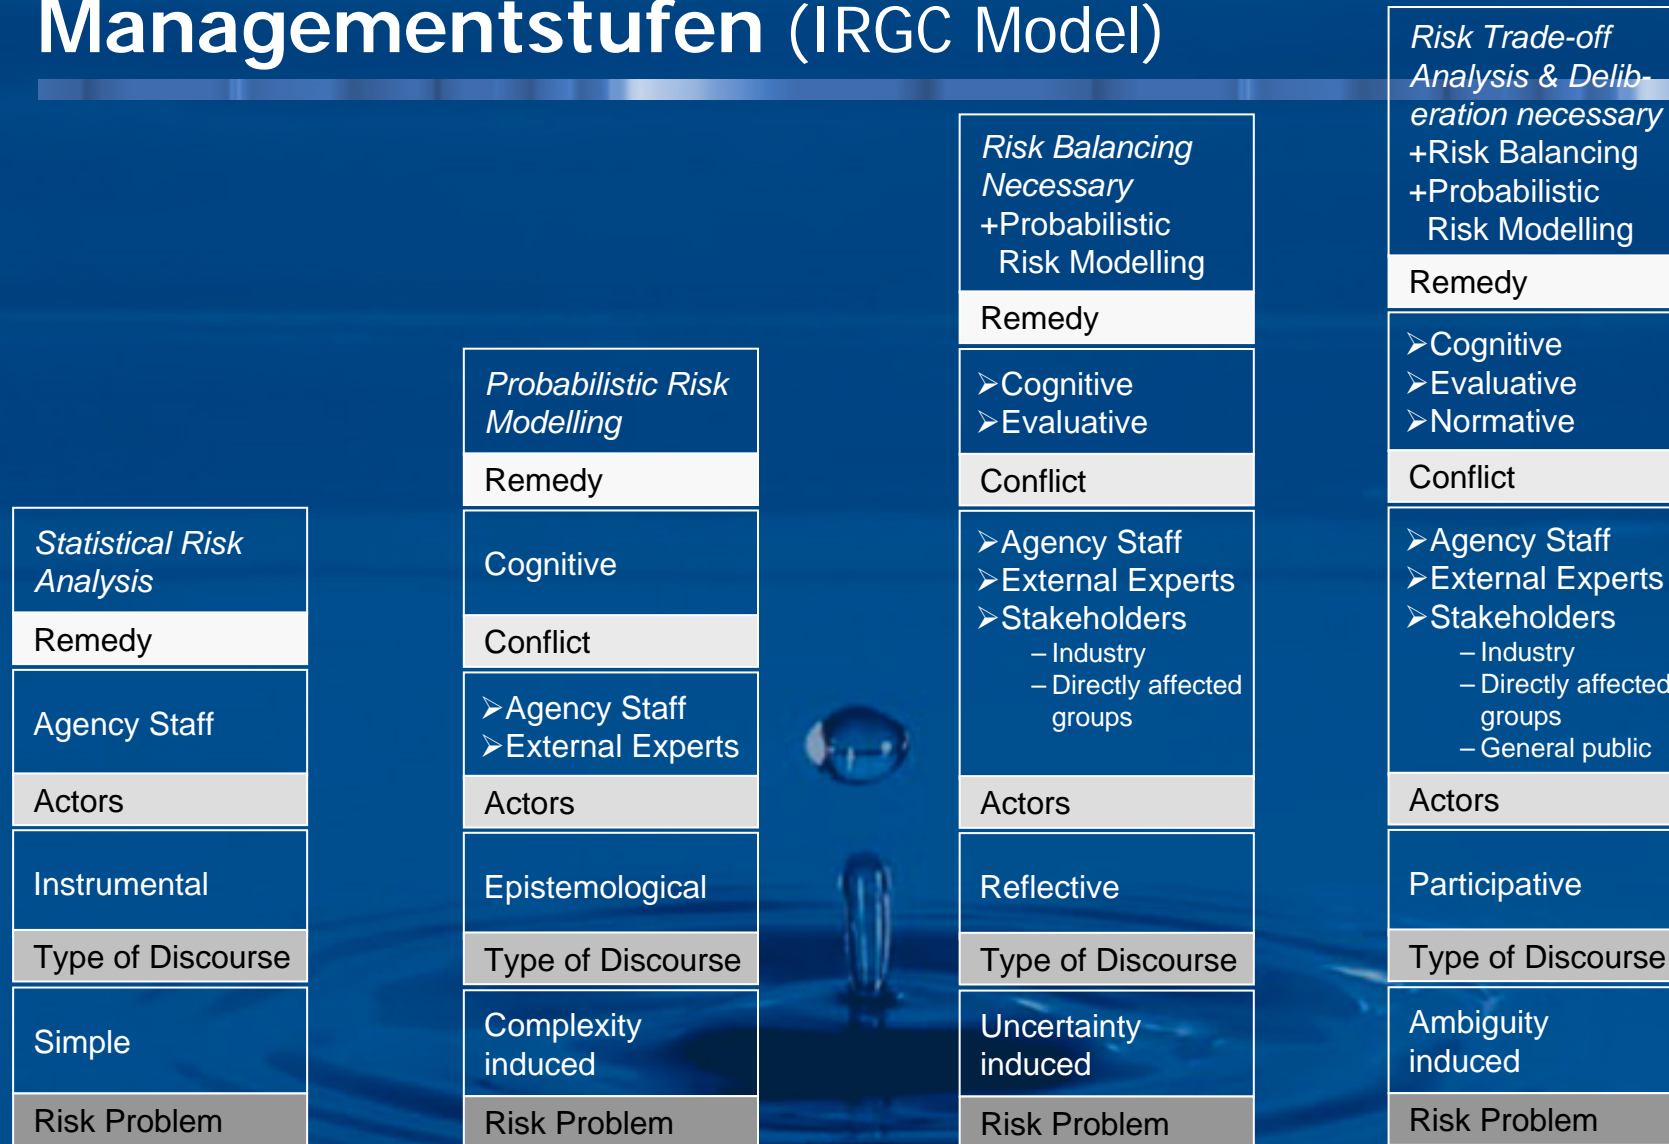 Managementstufen (IRGC Model)
Statistical Risk
Analysis
Remedy
Agency Staff
Actors
Instrumental
Type of Discourse
Simple
Risk Problem
Probabilistic Risk
Modelling
Remedy
Cognitive
Conflict
➢Agency Staff
➢External Experts
Actors
Epistemological
Type of Discourse
Complexity
induced
Risk Problem
Risk Balancing
Necessary
+Probabilistic
Risk Modelling
Remedy
➢Cognitive
➢Evaluative
Conflict
➢Agency Staff
➢External Experts
➢Stakeholders
– Industry
– Directly affected
groups
Actors
Reflective
Type of Discourse
Uncertainty
induced
Risk Problem
Risk Trade-off
Analysis & Delib-
eration necessary
+Risk Balancing
+Probabilistic
Risk Modelling
Remedy
➢Cognitive
➢Evaluative
➢Normative
Conflict
➢Agency Staff
➢External Experts
➢Stakeholders
– Industry
– Directly affected
groups
– General public
Actors
Participative
Type of Discourse
Ambiguity
induced
Risk Problem